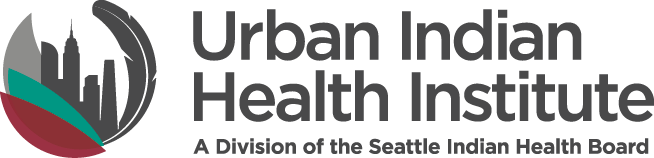 Urban Indian
Health Institute
A Division of the Seattle Indian Health Board